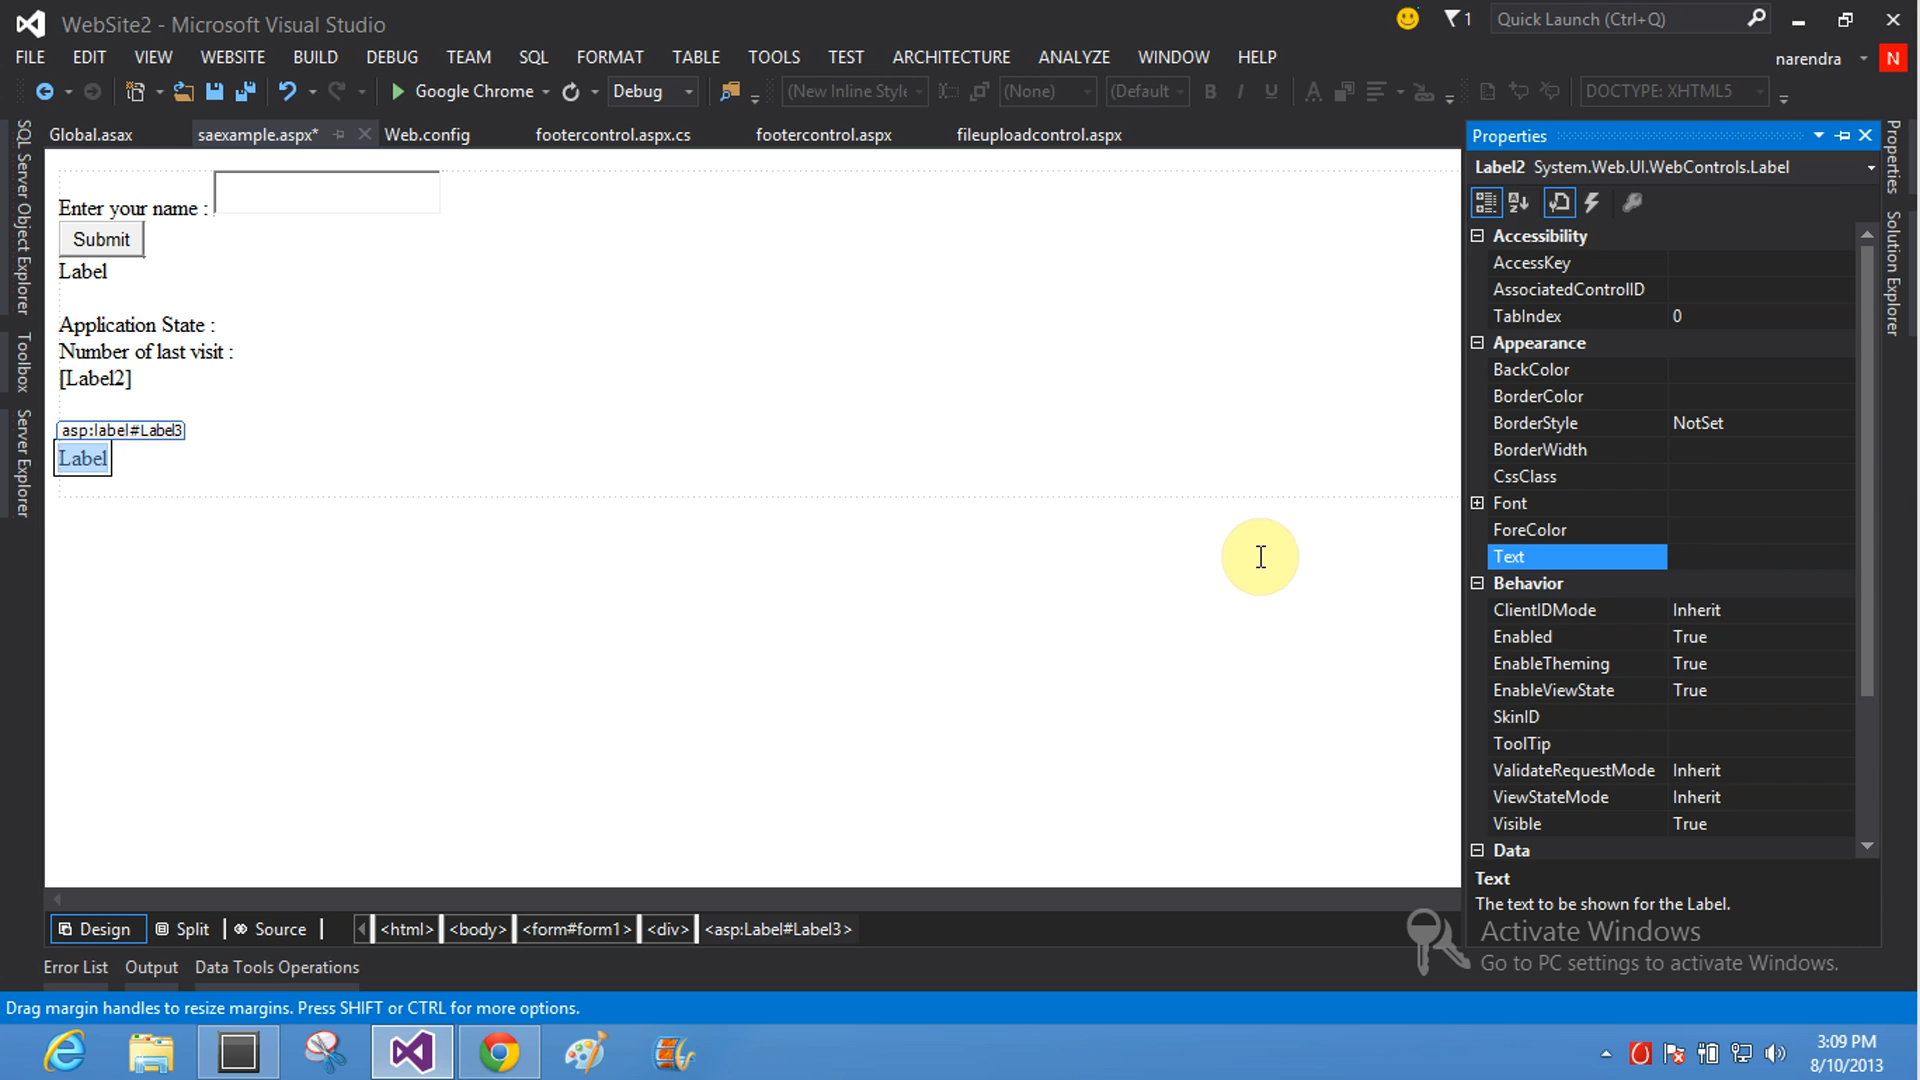 WebSite2 - Microsoft Visual Studio
1
Quick Launch (Ctrl+Q)
FILE EDIT VIEW WEBSITE BUILD DEBUG TEAM SQL FORMAT TABLE TOOLS TEST ARCHITECTURE ANALYZE WINDOW HELP
narendra N
Google Chrome Debug (New Inline Style (None) (Default B I U A DOCTYPE: XHTML5
Global.asax saexample.aspx* Web.config footercontrol.aspx.cs footercontrol.aspx fileuploadcontrol.aspx
SQL Server Object Explorer
Toolbox
Server Explorer
Enter your name :
Submit
Label
Application State :
Number of last visit :
[Label2]
asp:label#Label3
Label
Properties
Label2 System.Web.UI.WebControls.Label
Accessibility
AccessKey
AssociatedControlID
TabIndex 0
Appearance
BackColor
BorderColor
BorderStyle NotSet
BorderWidth
CssClass
Font
ForeColor
Text
Behavior
ClientIDMode Inherit
Enabled True
EnableTheming True
EnableViewState True
SkinID
ToolTip
ValidateRequestMode Inherit
ViewStateMode Inherit
Visible True
Data
Text
The text to be shown for the Label.
Properties
Solution Explorer
Activate Windows
Go to PC settings to activate Windows.
Design Split Source <html> <body> <form#form1> <div> <asp:Label#Label3>
Error List Output Data Tools Operations
Drag margin handles to resize margins. Press SHIFT or CTRL for more options.
3:09 PM
8/10/2013